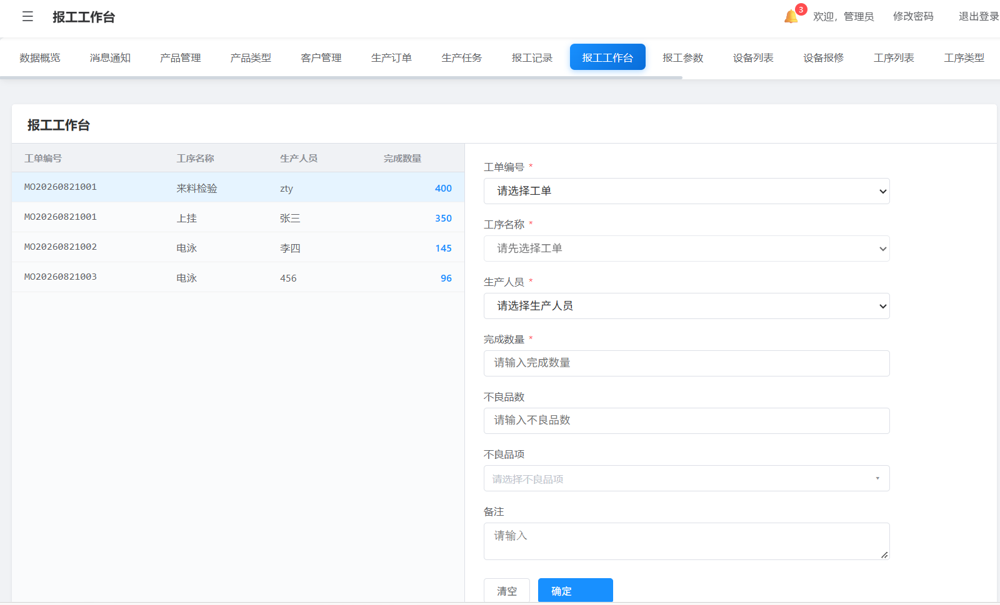 ☰ 报工工作台 3 欢迎，管理员 修改密码 退出登录
数据概览 消息通知 产品管理 产品类型 客户管理 生产订单 生产任务 报工记录 报工工作台 报工参数 设备列表 设备报修 工序列表 工序类型
报工工作台
工单编号 工序名称 生产人员 完成数量
MO20260821001 来料检验 zty 400
MO20260821001 上挂 张三 350
MO20260821002 电泳 李四 145
MO20260821003 电泳 456 96
工单编号 *
请选择工单
工序名称 *
请先选择工单
生产人员 *
请选择生产人员
完成数量 *
请输入完成数量
不良品数
请输入不良品数
不良品项
请选择不良品项
备注
请输入
清空 确定